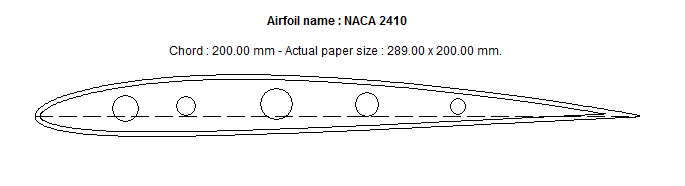 Airfoil name : NACA 2410
Chord : 200.00 mm - Actual paper size : 289.00 x 200.00 mm.